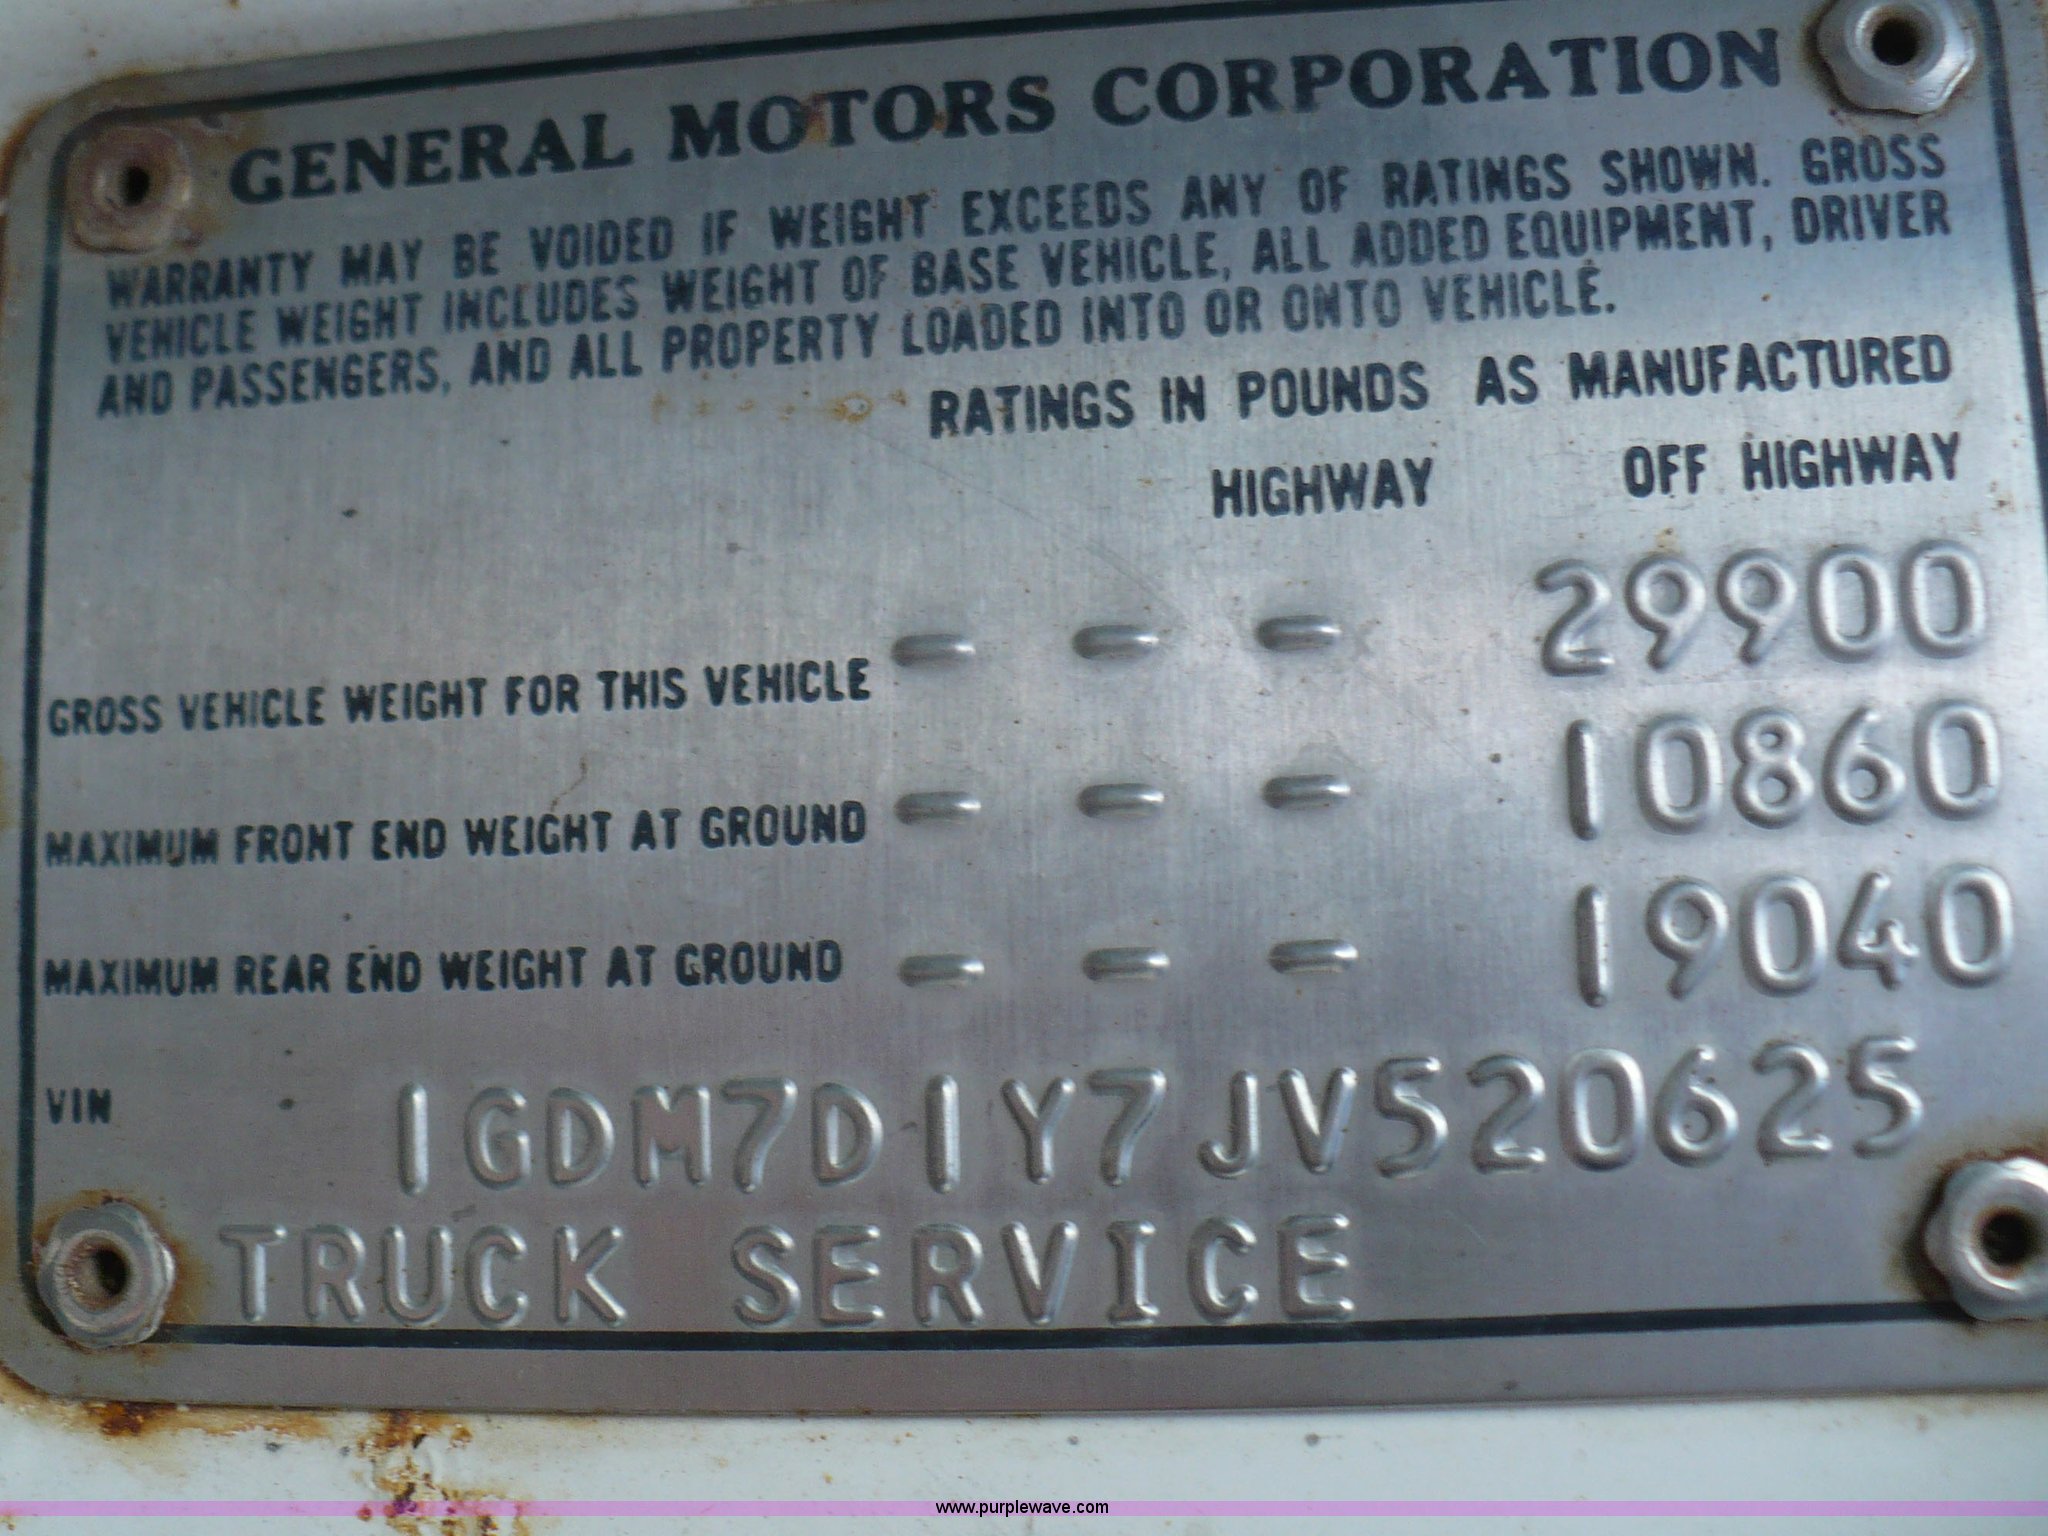 GENERAL MOTORS CORPORATION
WARRANTY MAY BE VOIDED IF WEIGHT EXCEEDS ANY OF RATINGS SHOWN. GROSS
VEHICLE WEIGHT INCLUDES WEIGHT OF BASE VEHICLE, ALL ADDED EQUIPMENT, DRIVER
AND PASSENGERS, AND ALL PROPERTY LOADED INTO OR ONTO VEHICLE.
RATINGS IN POUNDS AS MANUFACTURED
HIGHWAY OFF HIGHWAY
GROSS VEHICLE WEIGHT FOR THIS VEHICLE - - - 29900
MAXIMUM FRONT END WEIGHT AT GROUND - - - 10860
MAXIMUM REAR END WEIGHT AT GROUND - - - 19040
VIN 1GDM7D1Y7JV520625
TRUCK SERVICE
www.purplewave.com